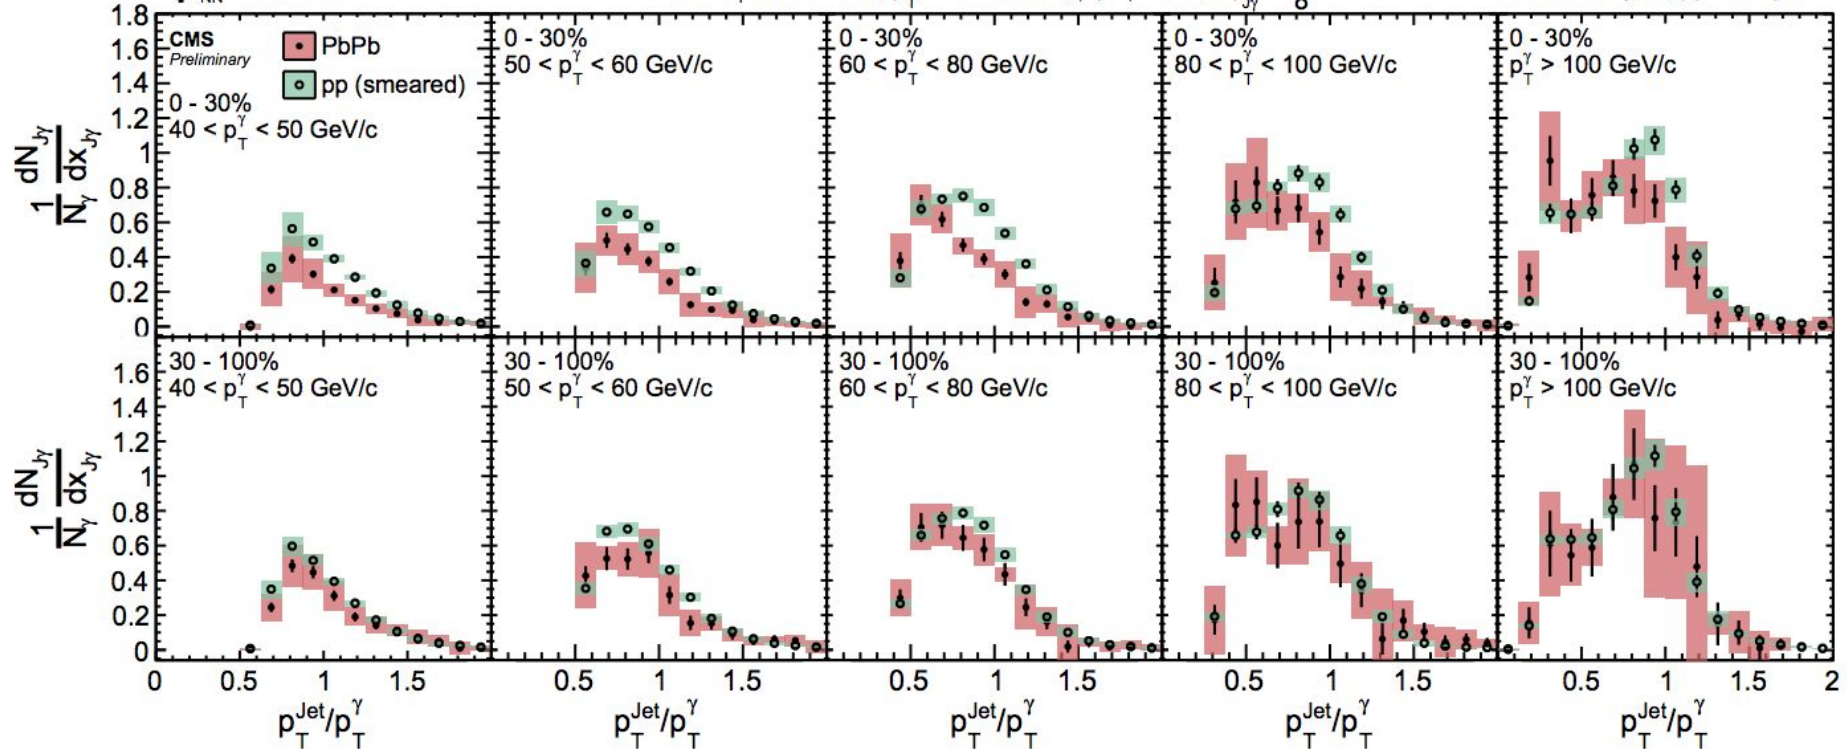 1.8
1.6
1.4
1.2
1
0.8
0.6
0.4
0.2
0
1/N_γ dN_Jγ/dx_Jγ
CMS
Preliminary
PbPb
pp (smeared)
0 - 30%
40 < p_T^γ < 50 GeV/c
0 - 30%
50 < p_T^γ < 60 GeV/c
0 - 30%
60 < p_T^γ < 80 GeV/c
0 - 30%
80 < p_T^γ < 100 GeV/c
0 - 30%
p_T^γ > 100 GeV/c
1.6
1.4
1.2
1
0.8
0.6
0.4
0.2
0
1/N_γ dN_Jγ/dx_Jγ
30 - 100%
40 < p_T^γ < 50 GeV/c
30 - 100%
50 < p_T^γ < 60 GeV/c
30 - 100%
60 < p_T^γ < 80 GeV/c
30 - 100%
80 < p_T^γ < 100 GeV/c
30 - 100%
p_T^γ > 100 GeV/c
0 0.5 1 1.5 0.5 1 1.5 0.5 1 1.5 0.5 1 1.5 0.5 1 1.5 2
p_T^Jet/p_T^γ p_T^Jet/p_T^γ p_T^Jet/p_T^γ p_T^Jet/p_T^γ p_T^Jet/p_T^γ